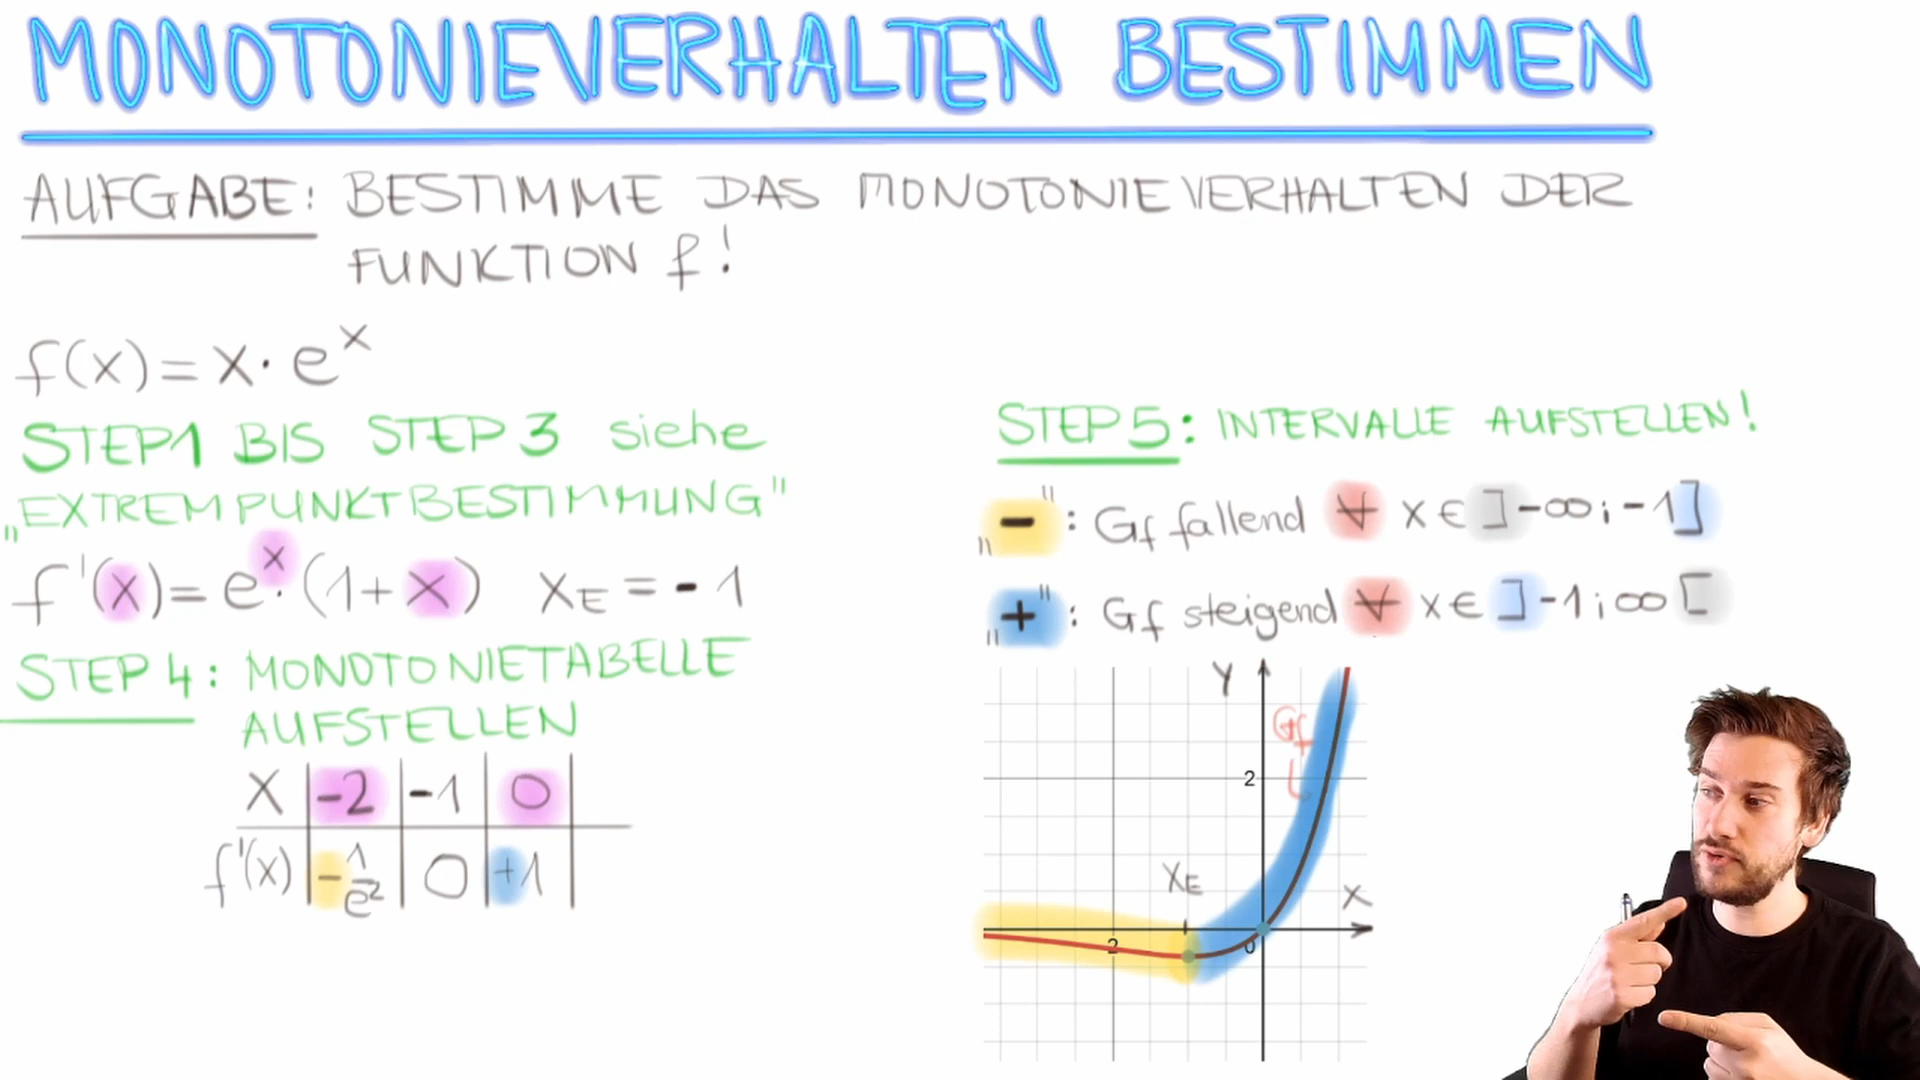 MONOTONIEVERHALTEN BESTIMMEN
AUFGABE: BESTIMME DAS MONOTONIEVERHALTEN DER
FUNKTION f!
f(x) = x · e^x
STEP1 BIS STEP 3 siehe
„EXTREMPUNKTBESTIMMUNG"
f'(x) = e^x · (1 + x) x_E = -1
STEP 4: MONOTONIETABELLE
AUFSTELLEN
X | -2 | -1 | 0 |
f'(x) | -1/e² | 0 | +1 |
STEP 5: INTERVALLE AUFSTELLEN!
„-": Gf fallend ∀ x ∈ ]-∞; -1]
„+": Gf steigend ∀ x ∈ ]-1; ∞[
Y
Gf
2
X_E
X
2
0